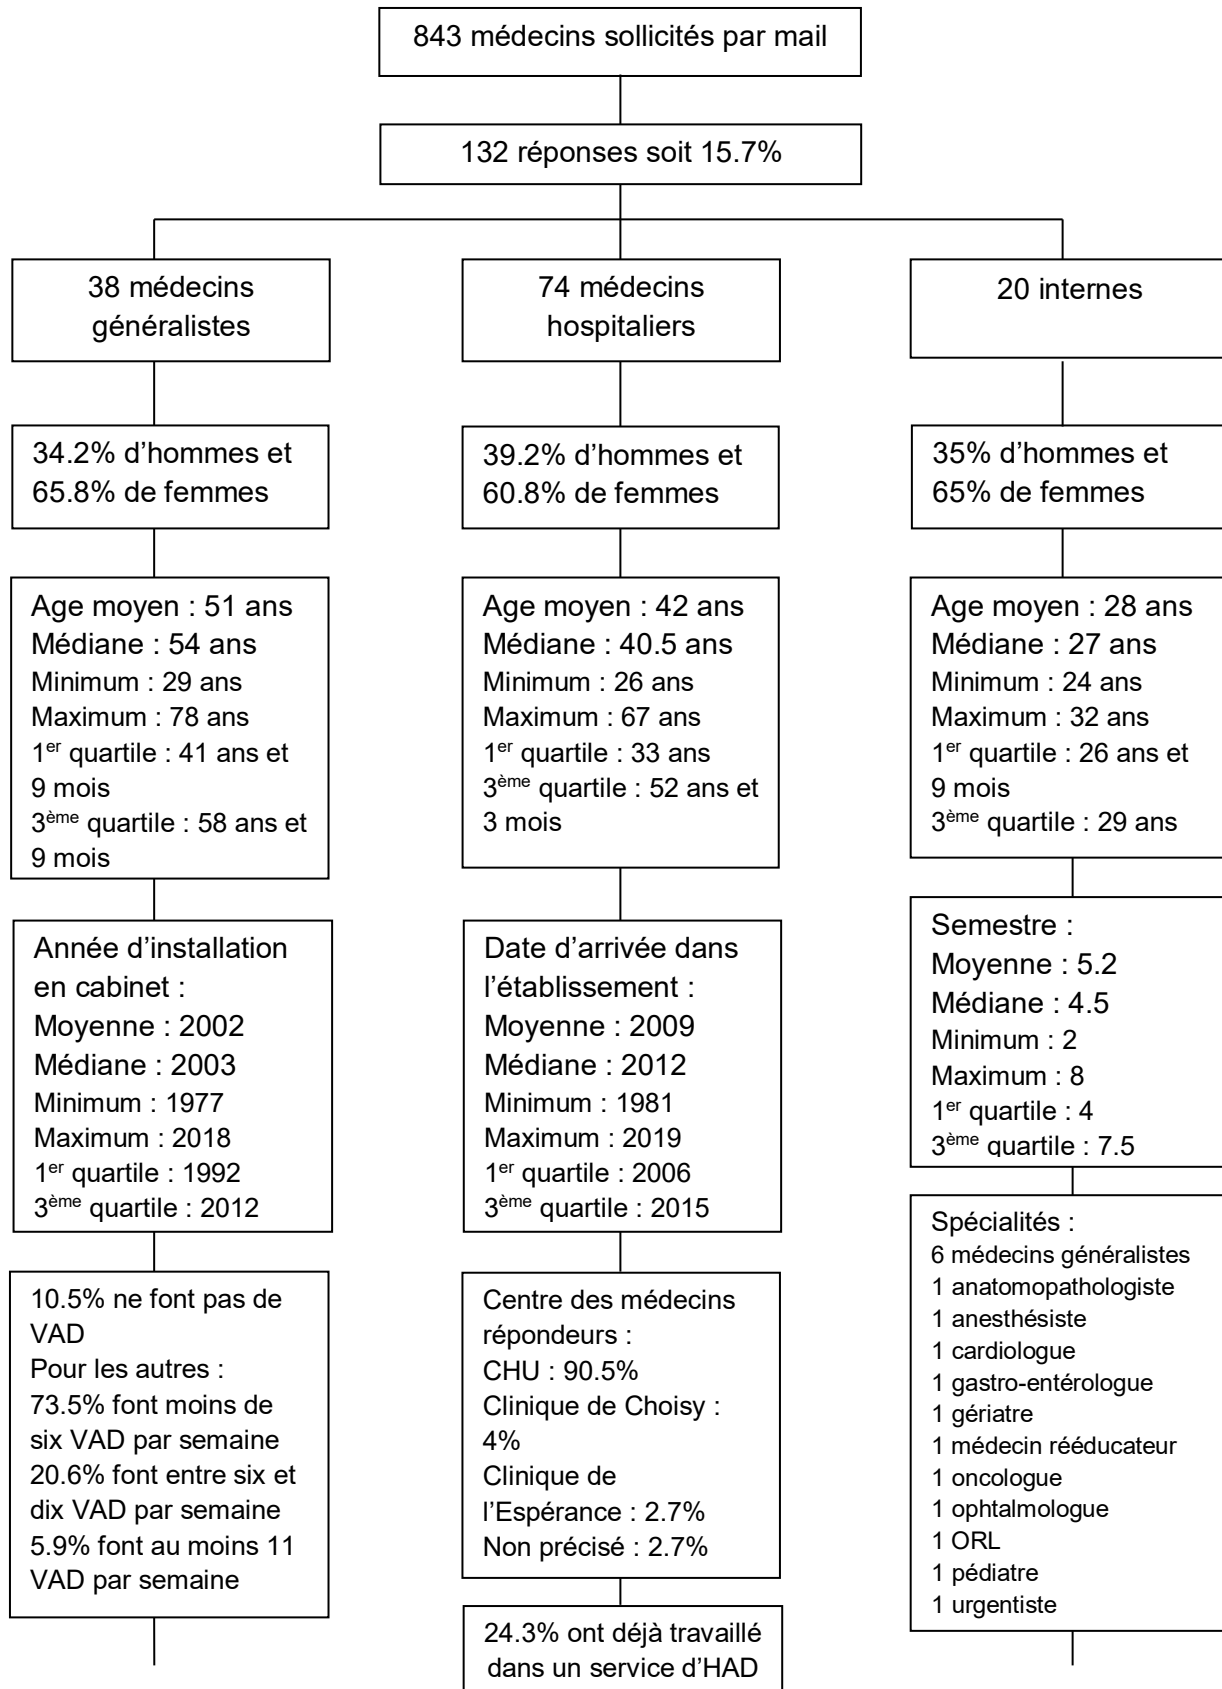 843 médecins sollicités par mail
132 réponses soit 15.7%
38 médecins
généralistes
74 médecins
hospitaliers
20 internes
34.2% d’hommes et
65.8% de femmes
39.2% d’hommes et
60.8% de femmes
35% d’hommes et
65% de femmes
Age moyen : 51 ans
Médiane : 54 ans
Minimum : 29 ans
Maximum : 78 ans
1er quartile : 41 ans et
9 mois
3ème quartile : 58 ans et
9 mois
Age moyen : 42 ans
Médiane : 40.5 ans
Minimum : 26 ans
Maximum : 67 ans
1er quartile : 33 ans
3ème quartile : 52 ans et
3 mois
Age moyen : 28 ans
Médiane : 27 ans
Minimum : 24 ans
Maximum : 32 ans
1er quartile : 26 ans et
9 mois
3ème quartile : 29 ans
Année d’installation
en cabinet :
Moyenne : 2002
Médiane : 2003
Minimum : 1977
Maximum : 2018
1er quartile : 1992
3ème quartile : 2012
Date d’arrivée dans
l’établissement :
Moyenne : 2009
Médiane : 2012
Minimum : 1981
Maximum : 2019
1er quartile : 2006
3ème quartile : 2015
Semestre :
Moyenne : 5.2
Médiane : 4.5
Minimum : 2
Maximum : 8
1er quartile : 4
3ème quartile : 7.5
10.5% ne font pas de
VAD
Pour les autres :
73.5% font moins de
six VAD par semaine
20.6% font entre six et
dix VAD par semaine
5.9% font au moins 11
VAD par semaine
Centre des médecins
répondeurs :
CHU : 90.5%
Clinique de Choisy :
4%
Clinique de
l’Espérance : 2.7%
Non précisé : 2.7%
Spécialités :
6 médecins généralistes
1 anatomopathologiste
1 anesthésiste
1 cardiologue
1 gastro-entérologue
1 gériatre
1 médecin rééducateur
1 oncologue
1 ophtalmologue
1 ORL
1 pédiatre
1 urgentiste
24.3% ont déjà travaillé
dans un service d’HAD